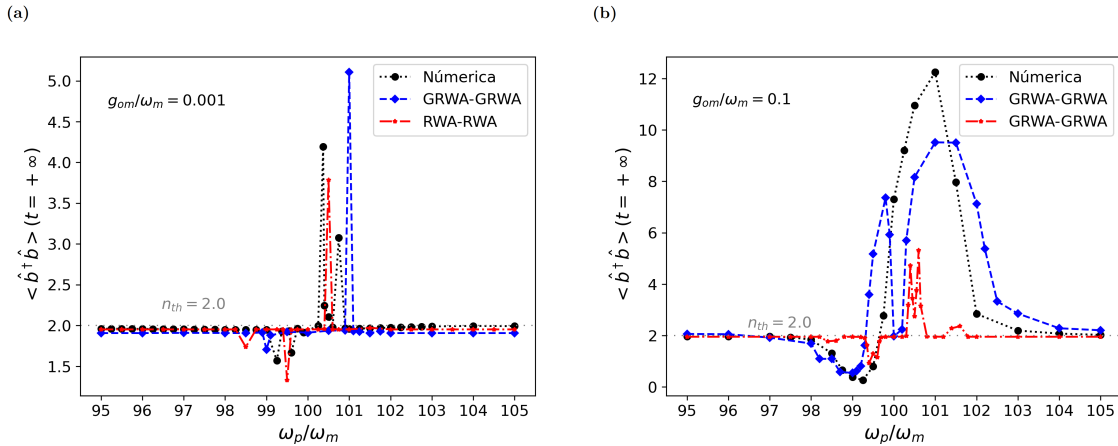 (a)
(b)
g_om/ω_m = 0.001
Númerica
GRWA-GRWA
RWA-RWA
n_th = 2.0
< b̂†b̂ > (t = + ∞)
5.0
4.5
4.0
3.5
3.0
2.5
2.0
1.5
95 96 97 98 99 100 101 102 103 104 105
ω_p/ω_m
g_om/ω_m = 0.1
Númerica
GRWA-GRWA
GRWA-GRWA
n_th = 2.0
< b̂†b̂ > (t = + ∞)
12
10
8
6
4
2
0
95 96 97 98 99 100 101 102 103 104 105
ω_p/ω_m